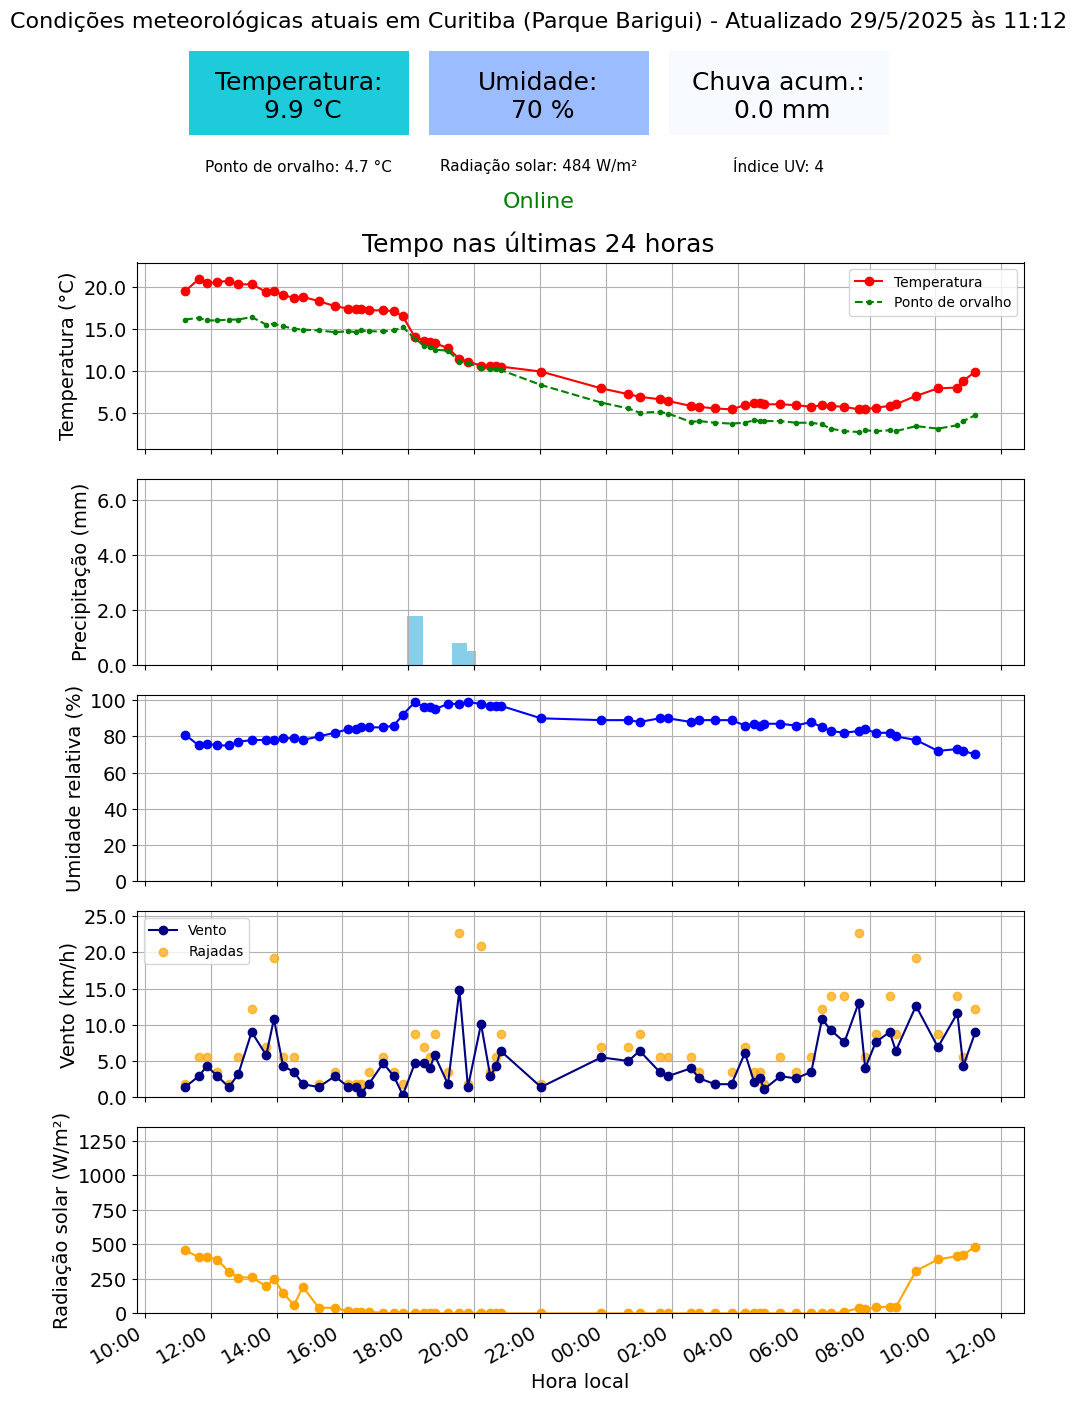 Condições meteorológicas atuais em Curitiba (Parque Barigui) - Atualizado 29/5/2025 às 11:12
Temperatura:
9.9 °C
Umidade:
70 %
Chuva acum.:
0.0 mm
Ponto de orvalho: 4.7 °C
Radiação solar: 484 W/m²
Índice UV: 4
Online
Tempo nas últimas 24 horas
Temperatura (°C)
20.0
15.0
10.0
5.0
Temperatura
Ponto de orvalho
Precipitação (mm)
6.0
4.0
2.0
0.0
Umidade relativa (%)
100
80
60
40
20
0
Vento (km/h)
25.0
20.0
15.0
10.0
5.0
0.0
Vento
Rajadas
Radiação solar (W/m²)
1250
1000
750
500
250
0
10:00
12:00
14:00
16:00
18:00
20:00
22:00
00:00
02:00
04:00
06:00
08:00
10:00
12:00
Hora local